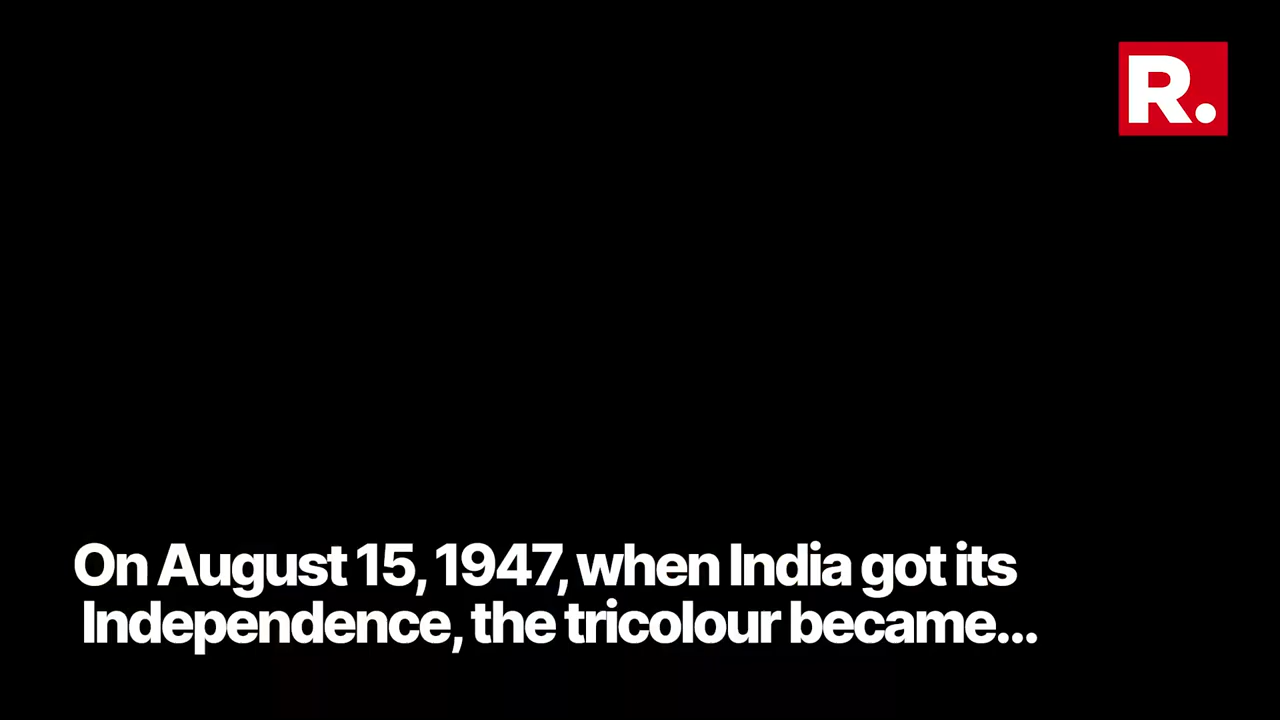 R.
On August 15, 1947, when India got its
Independence, the tricolour became...